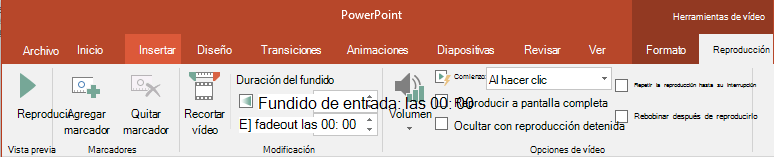 PowerPoint
Herramientas de vídeo
Archivo Inicio Insertar Diseño Transiciones Animaciones Diapositivas Revisar Ver Formato Reproducción
Duración del fundido
Comienzo: Al hacer clic
Repetir la reproducción hasta su interrupción
Fundido de entrada: las 00: 00
Reproducir a pantalla completa
Reproducir
Agregar marcador
Quitar marcador
Recortar vídeo
E] fadeout las 00: 00
Volumen
Ocultar con reproducción detenida
Rebobinar después de reproducirlo
Vista previa
Marcadores
Modificación
Opciones de vídeo